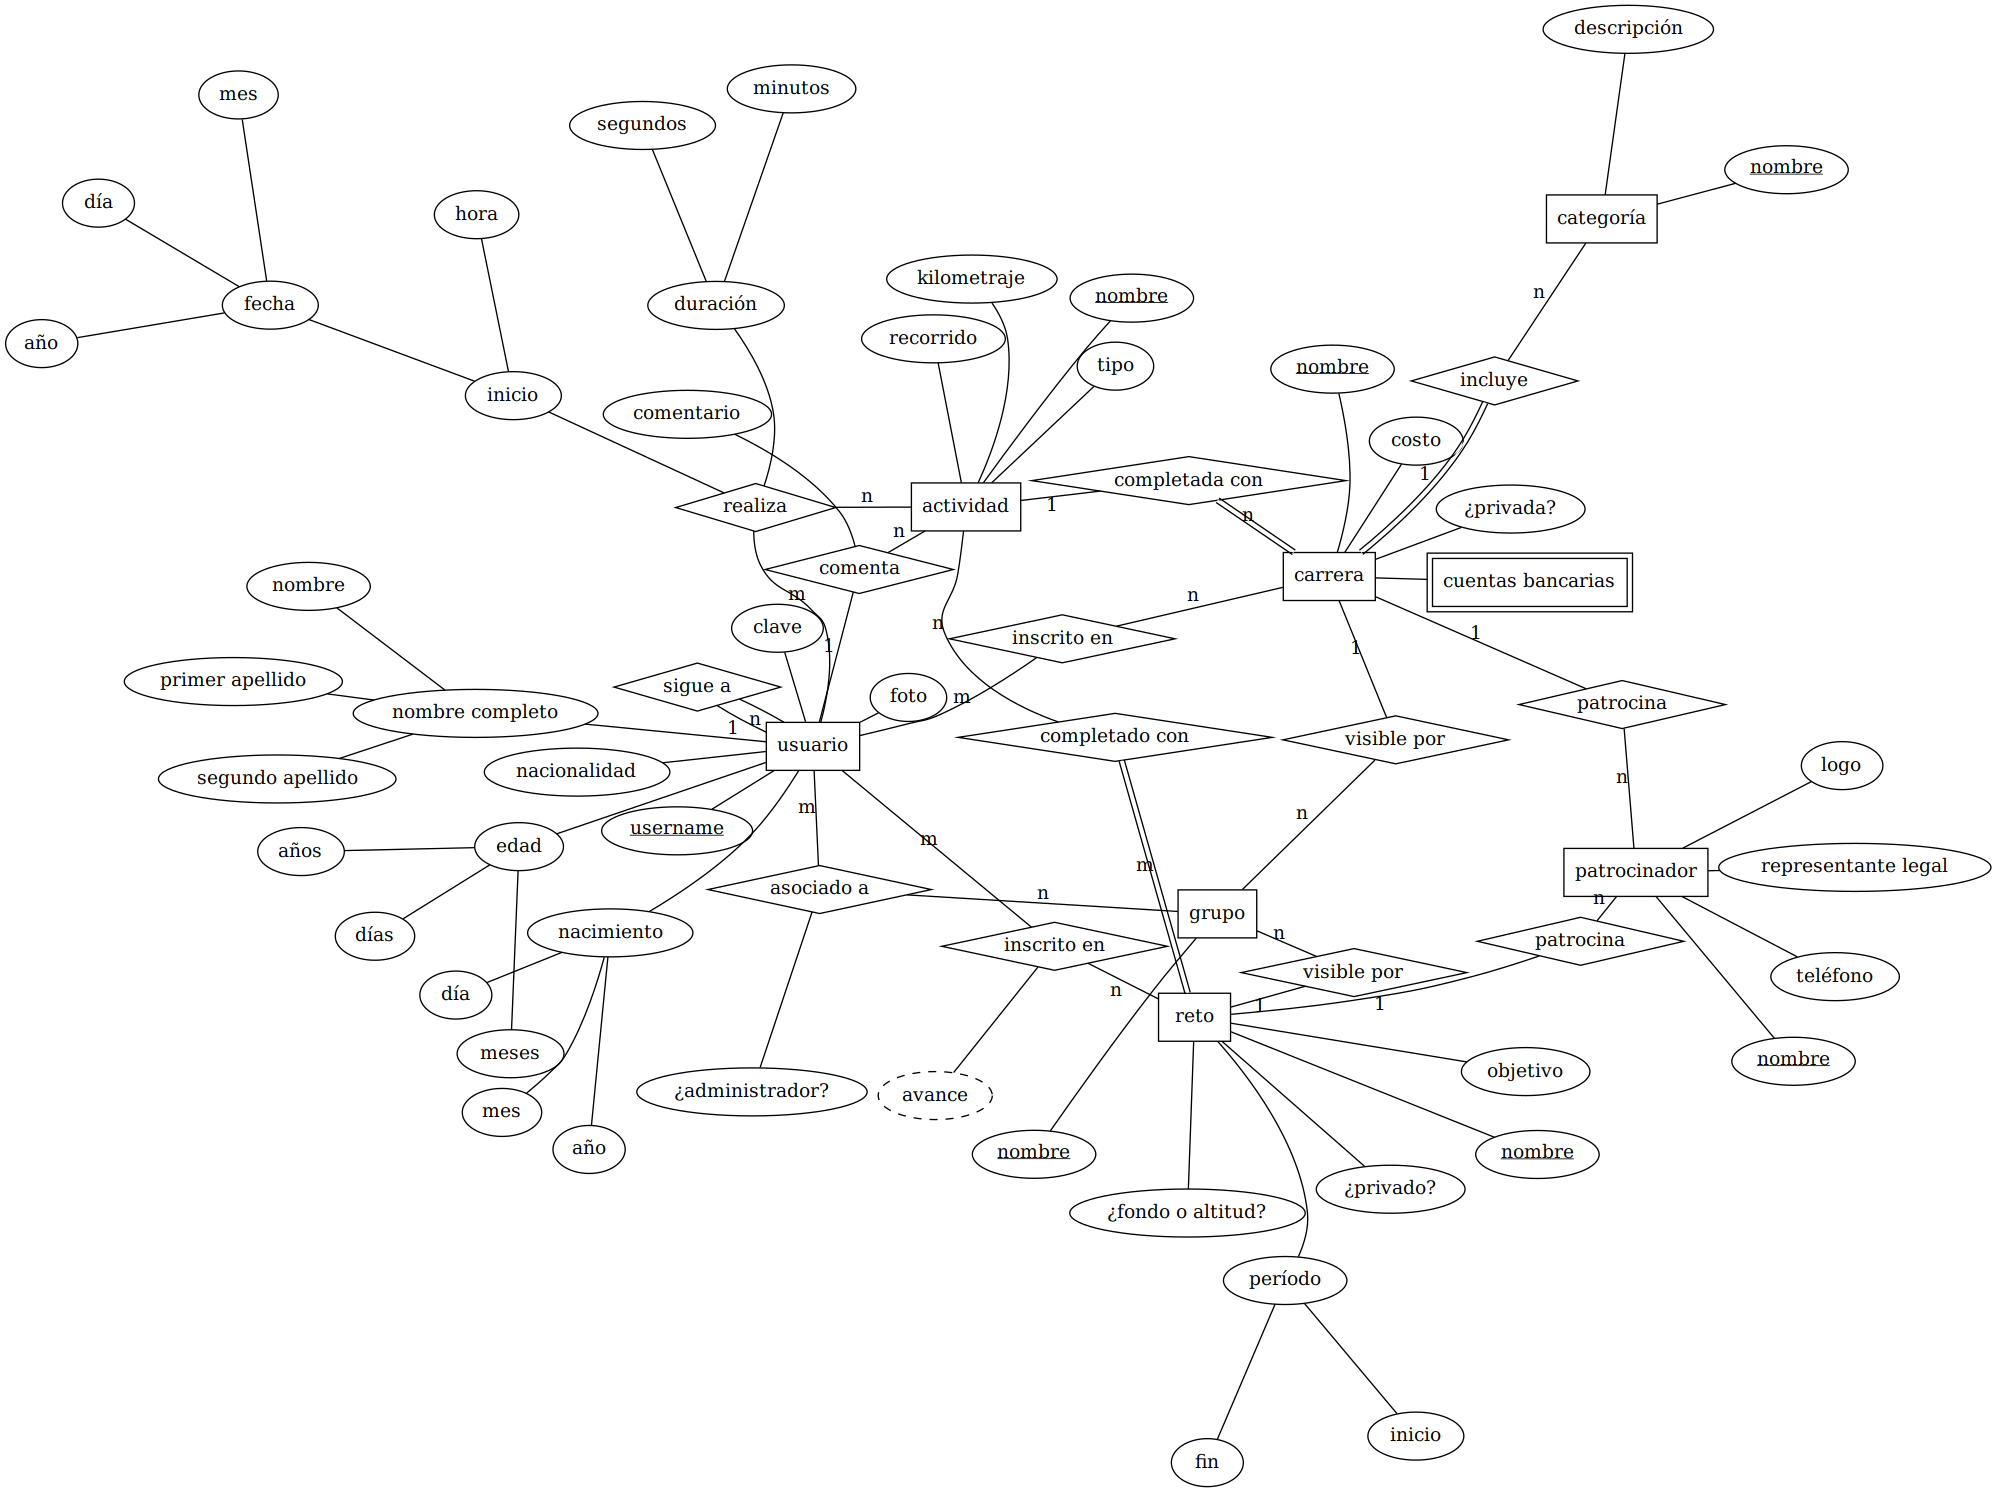 descripción
minutos
mes
segundos
nombre
día
hora
categoría
kilometraje
n
nombre
fecha
duración
recorrido
año
tipo
nombre
incluye
inicio
comentario
costo
1
completada con
n
realiza
actividad
1
n
¿privada?
n
comenta
carrera
cuentas bancarias
nombre
m
n
clave
n
inscrito en
1
1
1
primer apellido
sigue a
foto
m
patrocina
nombre completo
n
1
usuario
completado con
visible por
nacionalidad
logo
segundo apellido
n
m
n
username
años
edad
m
m
representante legal
patrocinador
asociado a
n
n
grupo
días
nacimiento
n
inscrito en
patrocina
visible por
teléfono
día
n
1
1
reto
meses
nombre
objetivo
¿administrador?
avance
mes
año
nombre
nombre
¿privado?
¿fondo o altitud?
período
inicio
fin